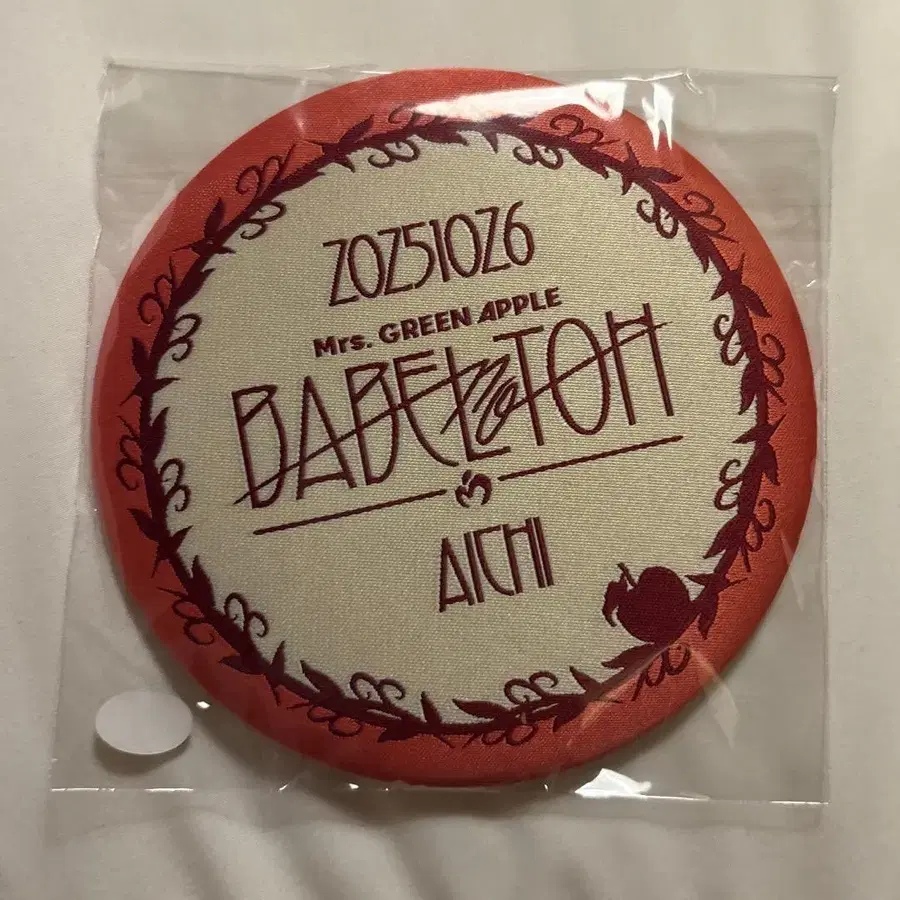 20251026
Mrs. GREEN APPLE
BABEL no TOH
AICHI